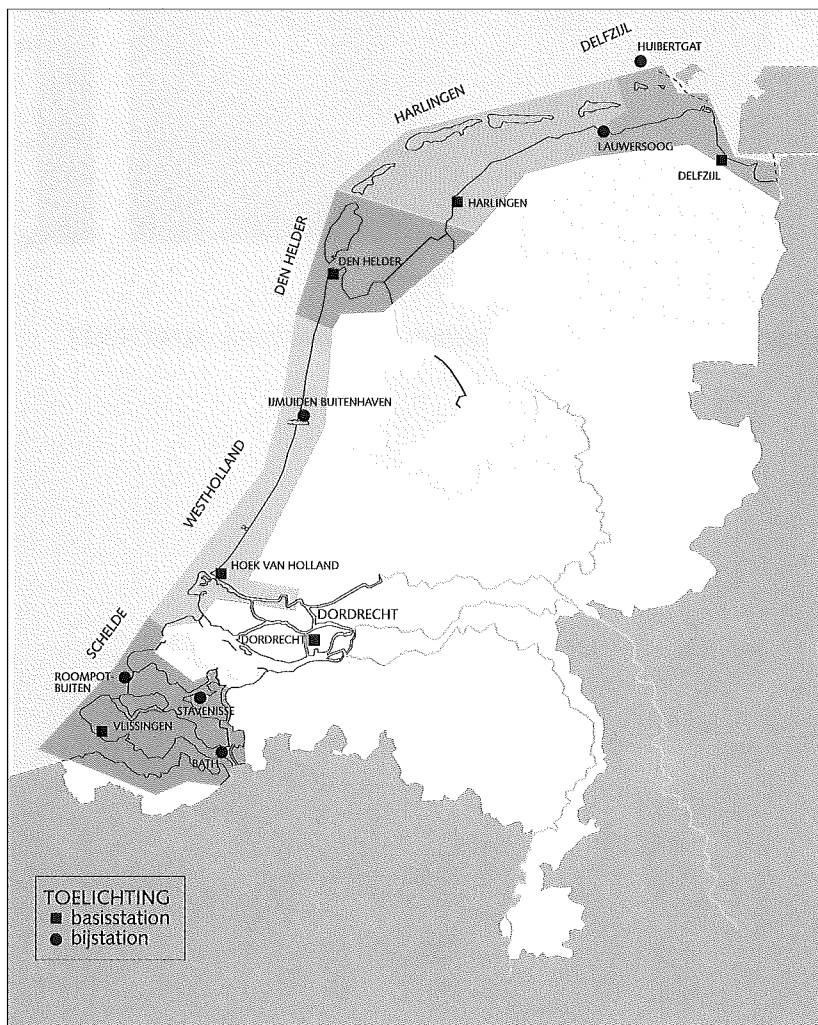 DELFZIJL
HUIBERTGAT
HARLINGEN
LAUWERSOOG
DELFZIJL
HARLINGEN
DEN HELDER
DEN HELDER
IJMUIDEN BUITENHAVEN
WESTHOLLAND
HOEK VAN HOLLAND
DORDRECHT
DORDRECHT
SCHELDE
ROOMPOT-
BUITEN
STAVENISSE
VLISSINGEN
BATH
TOELICHTING
basisstation
bijstation